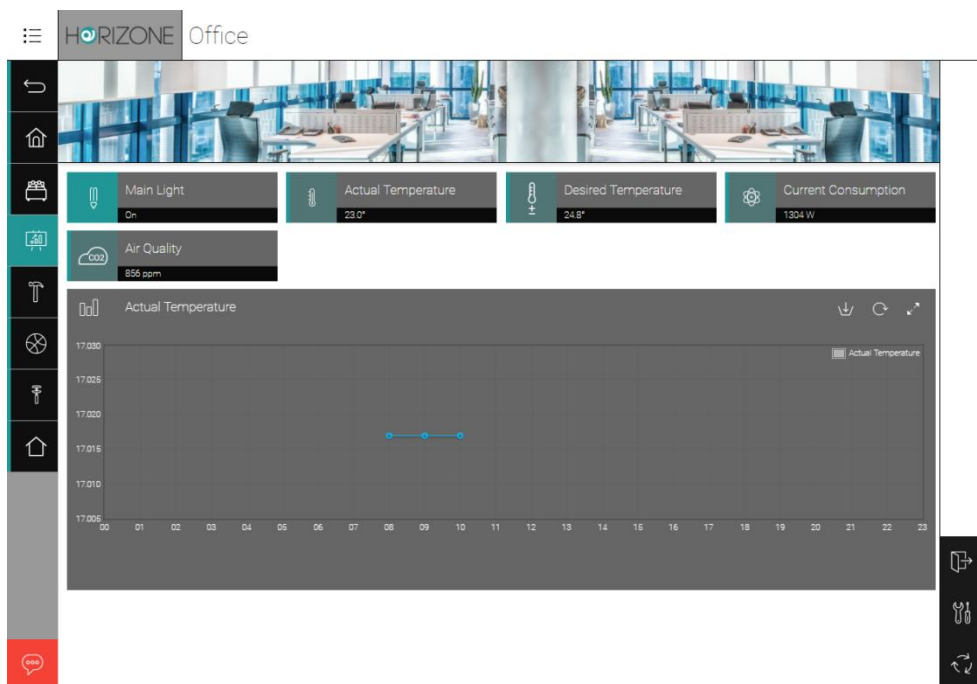 HORIZONE Office
Main Light
On
Actual Temperature
23.0°
Desired Temperature
24.8°
Current Consumption
1304 W
CO2
Air Quality
856 ppm
Actual Temperature
Actual Temperature
17.030
17.025
17.020
17.015
17.010
17.005
00 01 02 03 04 05 06 07 08 09 10 11 12 13 14 15 16 17 18 19 20 21 22 23